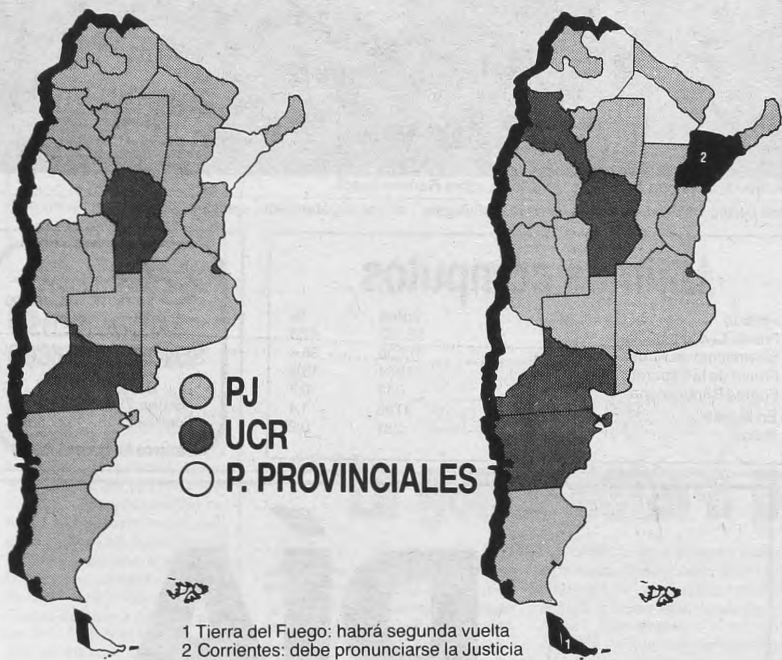 PJ
UCR
P. PROVINCIALES
2
1
1 Tierra del Fuego: habrá segunda vuelta
2 Corrientes: debe pronunciarse la Justicia